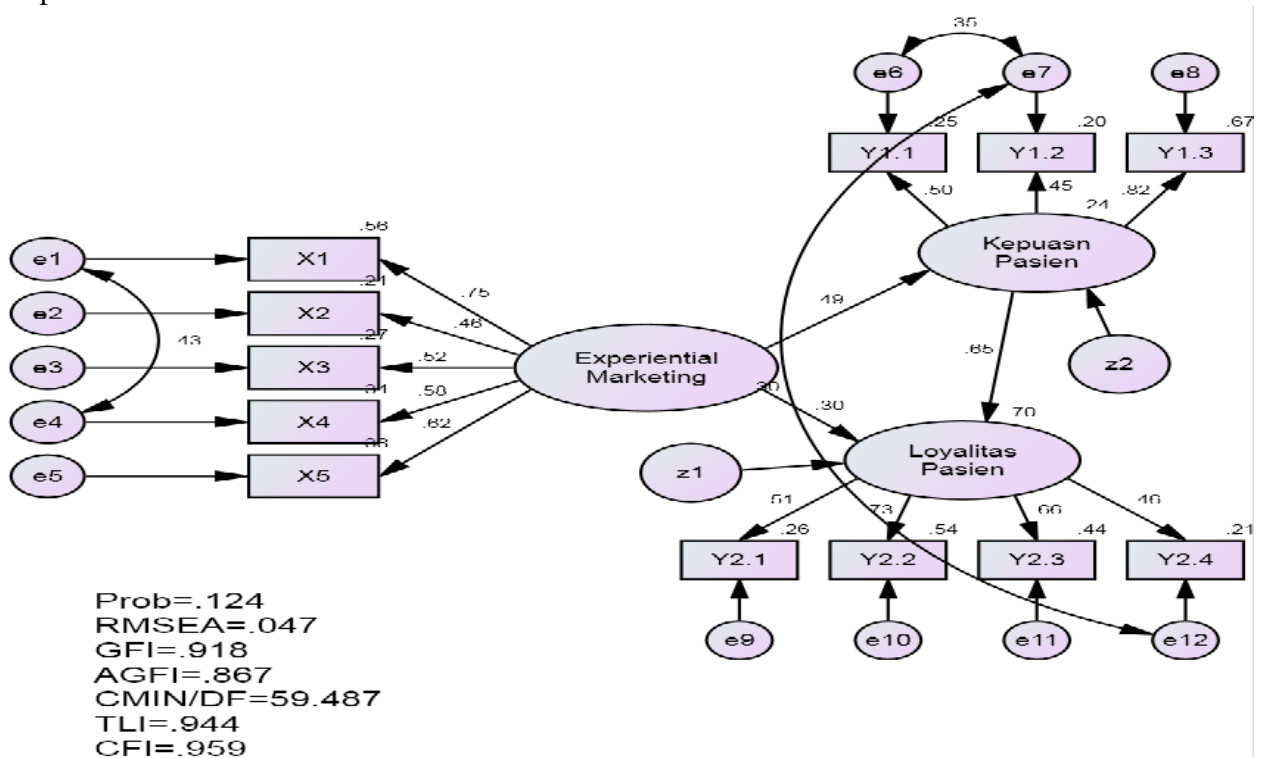 35
e6
e7
e8
.25
.20
.67
Y1.1
Y1.2
Y1.3
.50
45
.82
24
Kepuasn
Pasien
.56
e1
X1
.21
.75
49
e2
X2
.46
43
.27
e3
X3
.52
Experiential
Marketing
.65
z2
.58
30
.30
e4
X4
.62
70
e5
X5
z1
Loyalitas
Pasien
51
73
66
46
.26
.54
.44
.21
Y2.1
Y2.2
Y2.3
Y2.4
e9
e10
e11
e12
Prob=.124
RMSEA=.047
GFI=.918
AGFI=.867
CMIN/DF=59.487
TLI=.944
CFI=.959